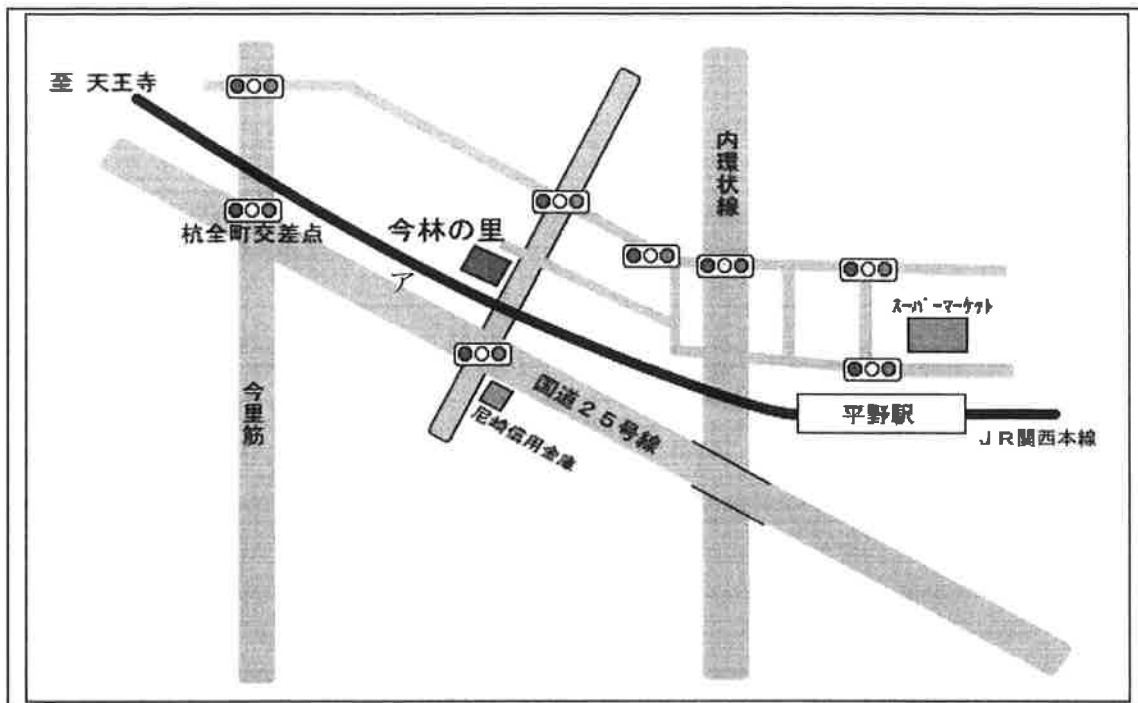 至 天王寺
内環状線
杭全町交差点
今林の里
ア
スーパーマーケット
今里筋
国道25号線
尼崎信用金庫
平野駅
JR関西本線